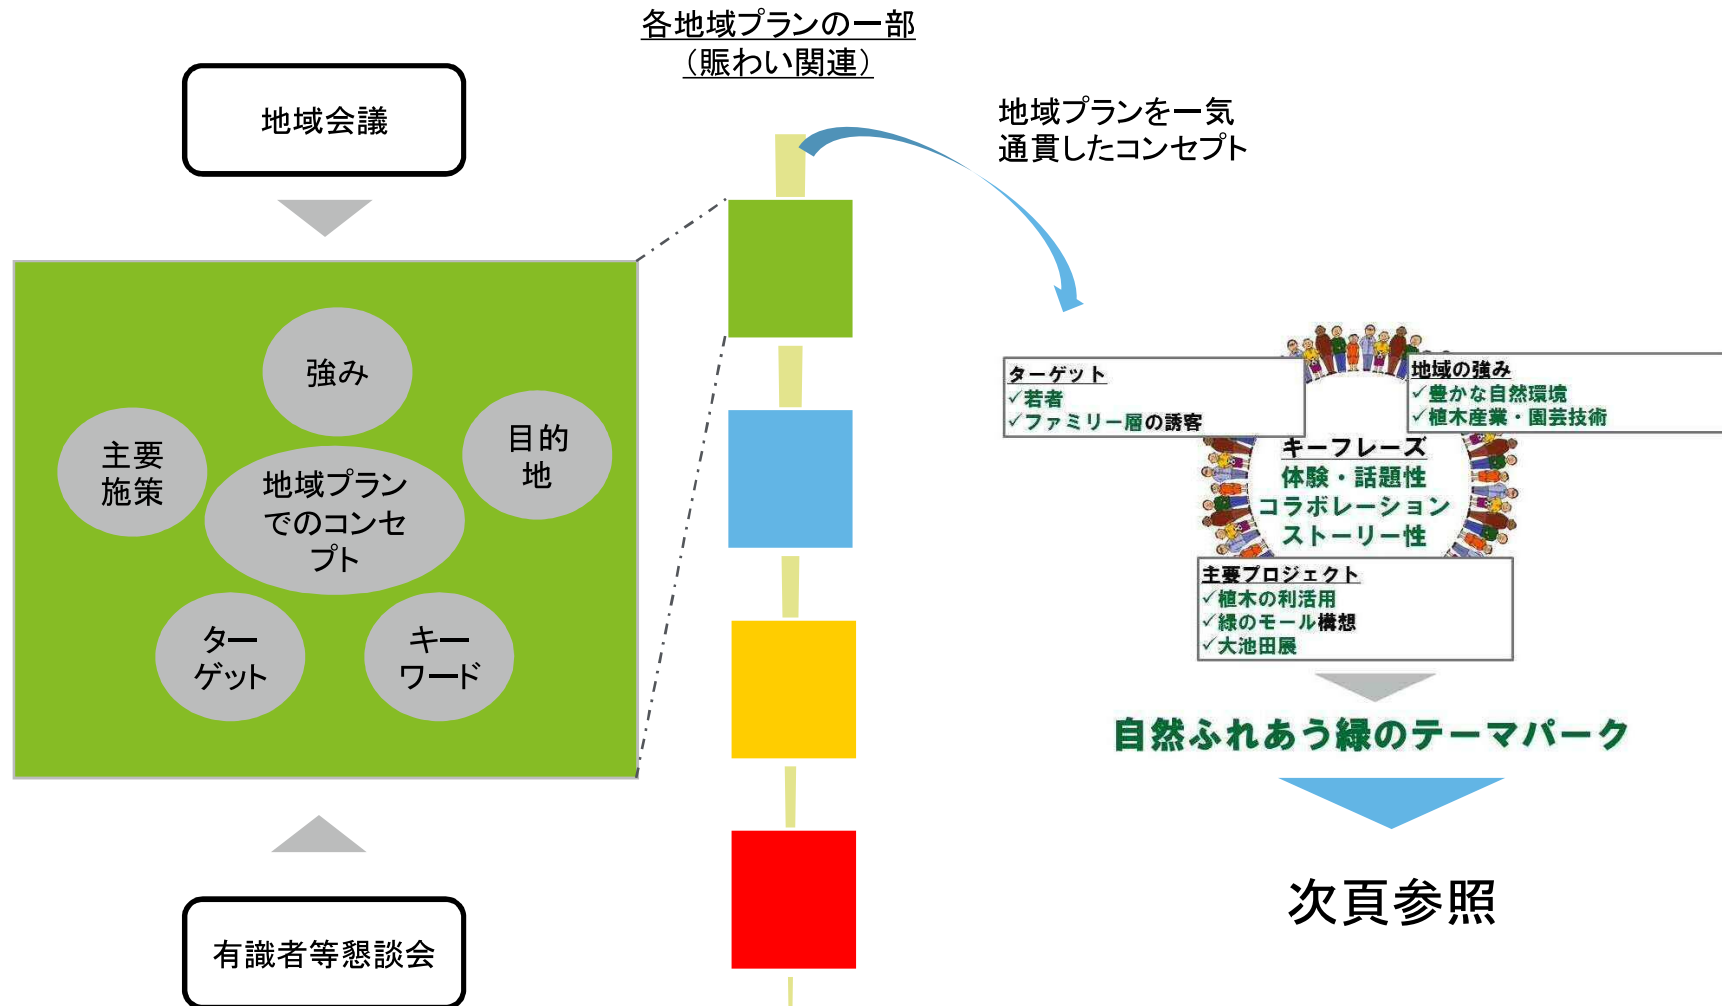 各地域プランの一部
（賑わい関連）
地域会議
地域プランを一気
通貫したコンセプト
強み
目的
地
主要
施策
地域プラン
でのコンセ
プト
ター
ゲット
キー
ワード
有識者等懇談会
ターゲット
✓若者
✓ファミリー層の誘客
地域の強み
✓豊かな自然環境
✓植木産業・園芸技術
キーフレーズ
体験・話題性
コラボレーション
ストーリー性
主要プロジェクト
✓植木の利活用
✓緑のモール構想
✓大池田展
自然ふれあう緑のテーマパーク
次頁参照